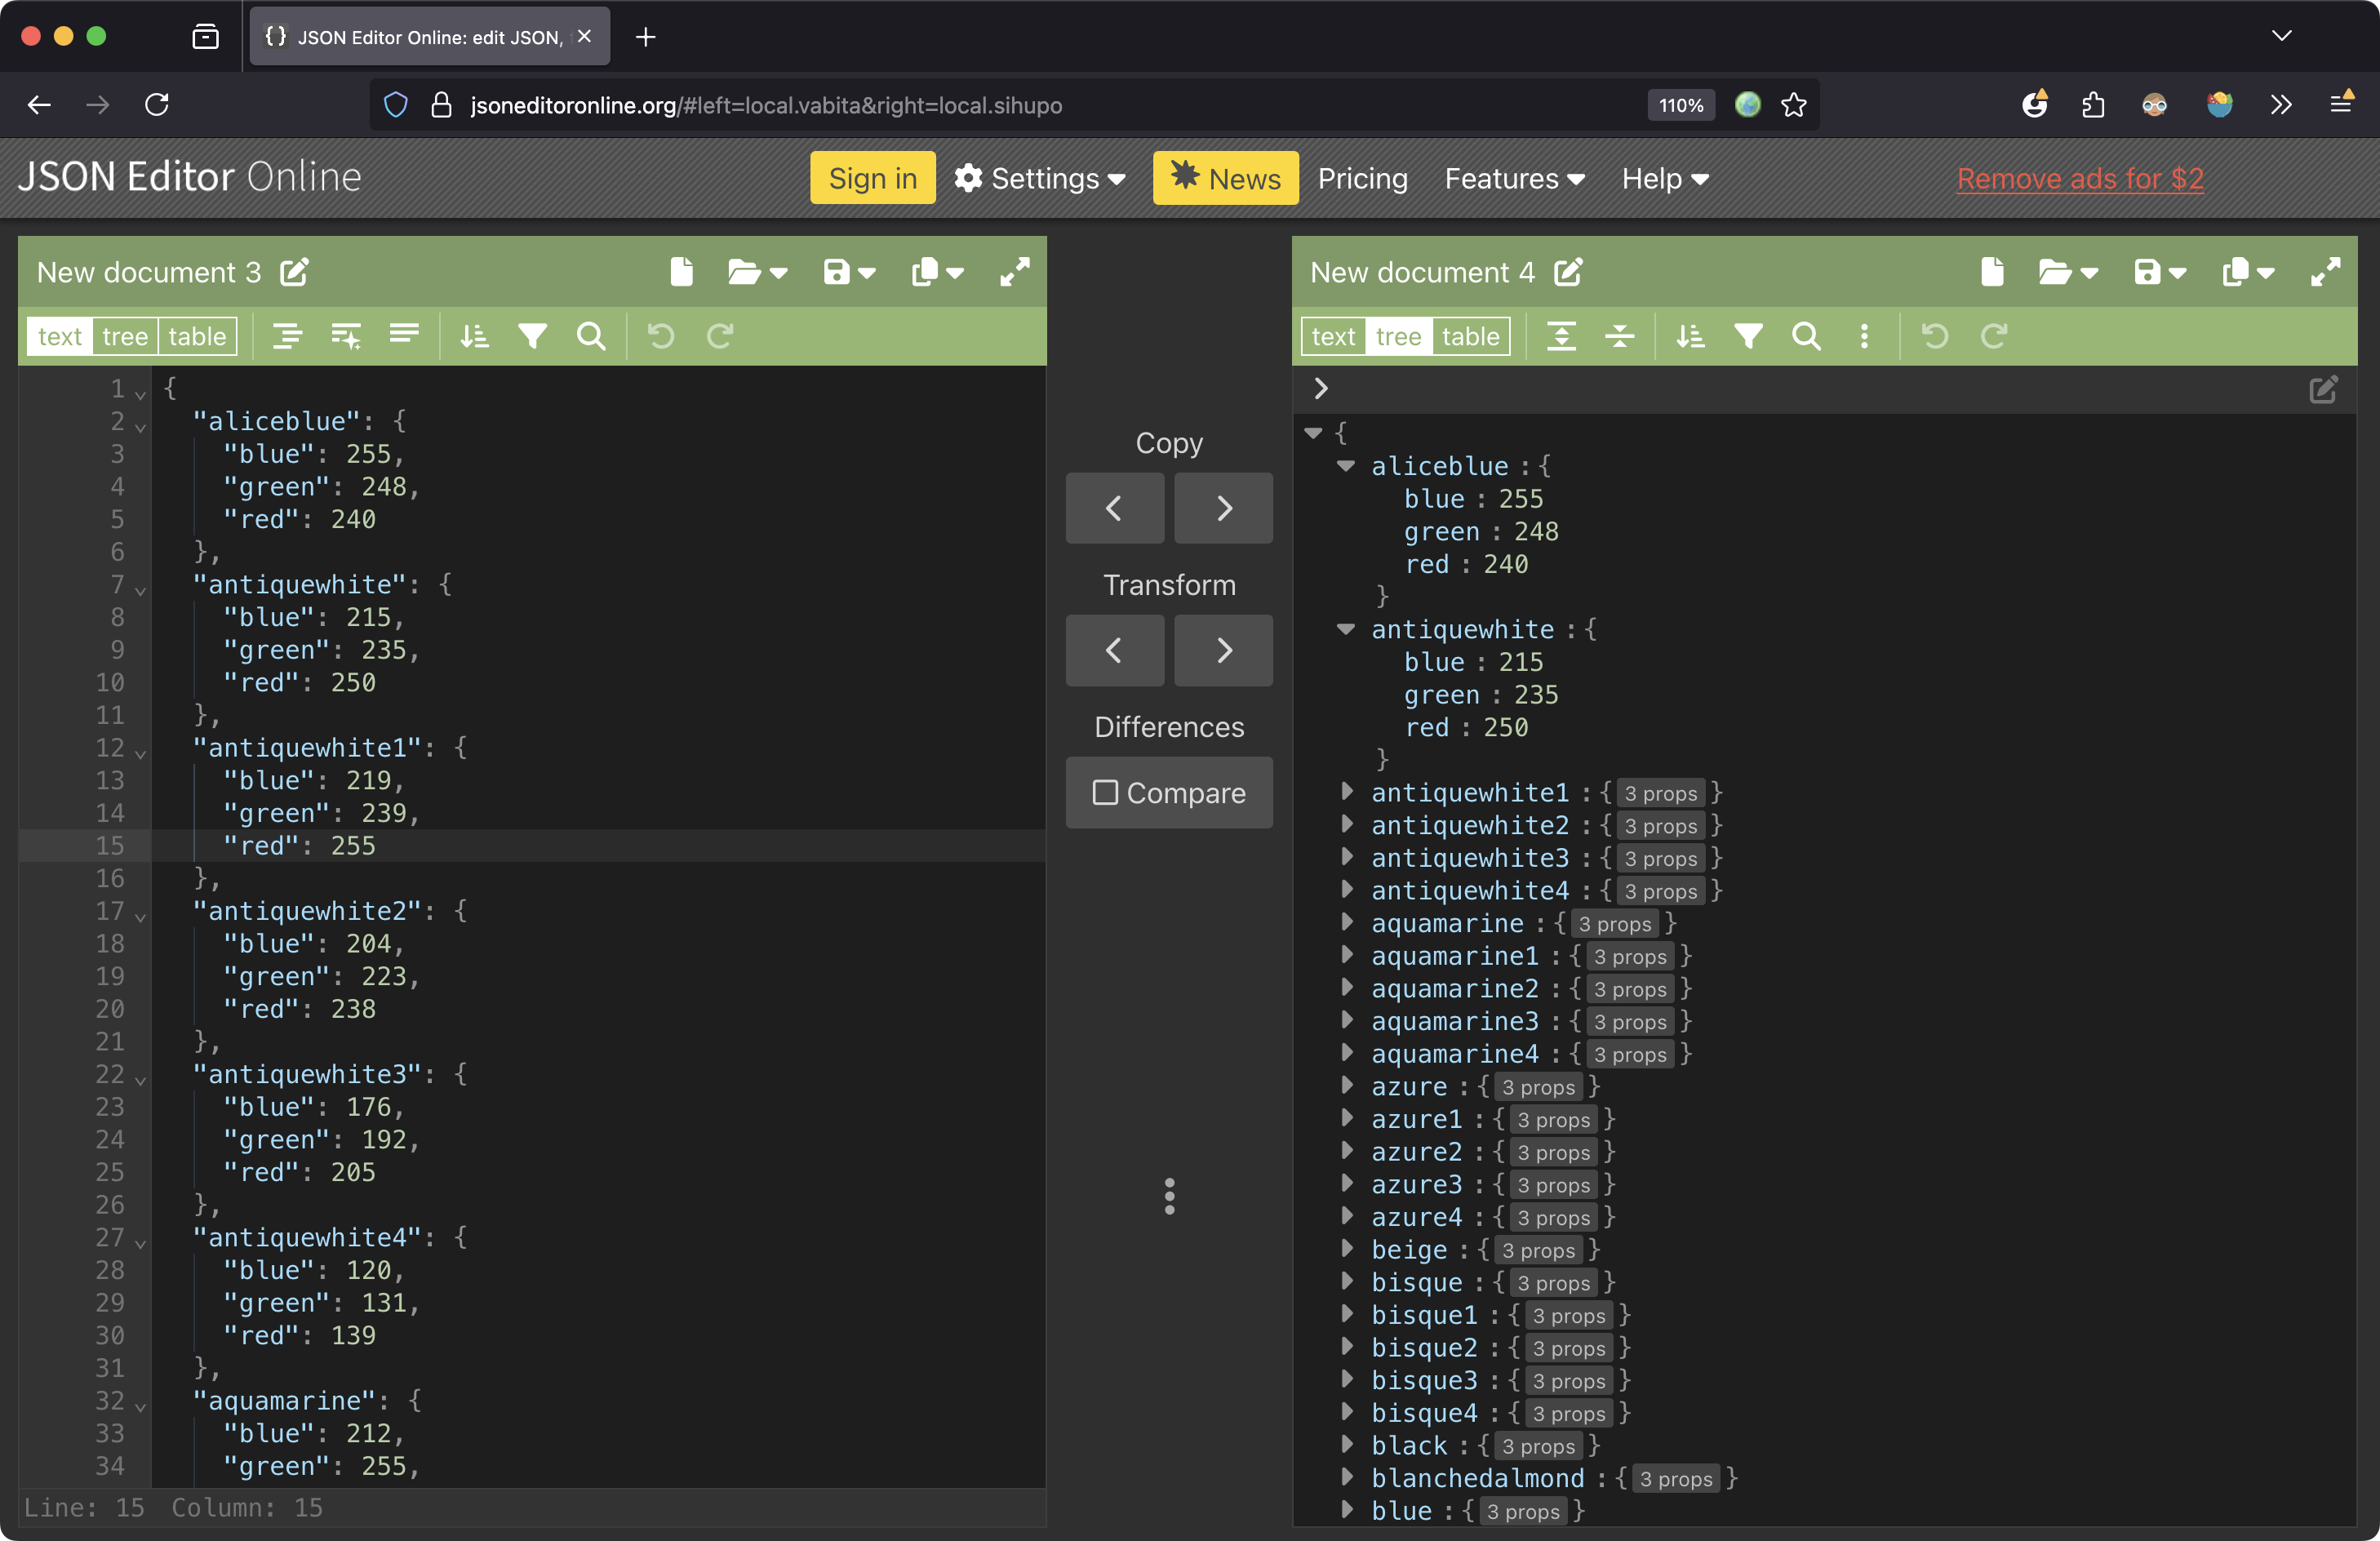 JSON Editor Online: edit JSON,
jsoneditoronline.org/#left=local.vabita&right=local.sihupo
110%
JSON Editor Online
Sign in
Settings
News
Pricing
Features
Help
Remove ads for $2
New document 3
text tree table
1 {
2 "aliceblue": {
3 "blue": 255,
4 "green": 248,
5 "red": 240
6 },
7 "antiquewhite": {
8 "blue": 215,
9 "green": 235,
10 "red": 250
11 },
12 "antiquewhite1": {
13 "blue": 219,
14 "green": 239,
15 "red": 255
16 },
17 "antiquewhite2": {
18 "blue": 204,
19 "green": 223,
20 "red": 238
21 },
22 "antiquewhite3": {
23 "blue": 176,
24 "green": 192,
25 "red": 205
26 },
27 "antiquewhite4": {
28 "blue": 120,
29 "green": 131,
30 "red": 139
31 },
32 "aquamarine": {
33 "blue": 212,
34 "green": 255,
Line: 15 Column: 15
Copy
Transform
Differences
Compare
New document 4
text tree table
{
aliceblue :{
blue : 255
green : 248
red : 240
}
antiquewhite :{
blue : 215
green : 235
red : 250
}
antiquewhite1 :{ 3 props }
antiquewhite2 :{ 3 props }
antiquewhite3 :{ 3 props }
antiquewhite4 :{ 3 props }
aquamarine :{ 3 props }
aquamarine1 :{ 3 props }
aquamarine2 :{ 3 props }
aquamarine3 :{ 3 props }
aquamarine4 :{ 3 props }
azure :{ 3 props }
azure1 :{ 3 props }
azure2 :{ 3 props }
azure3 :{ 3 props }
azure4 :{ 3 props }
beige :{ 3 props }
bisque :{ 3 props }
bisque1 :{ 3 props }
bisque2 :{ 3 props }
bisque3 :{ 3 props }
bisque4 :{ 3 props }
black :{ 3 props }
blanchedalmond :{ 3 props }
blue :{ 3 props }